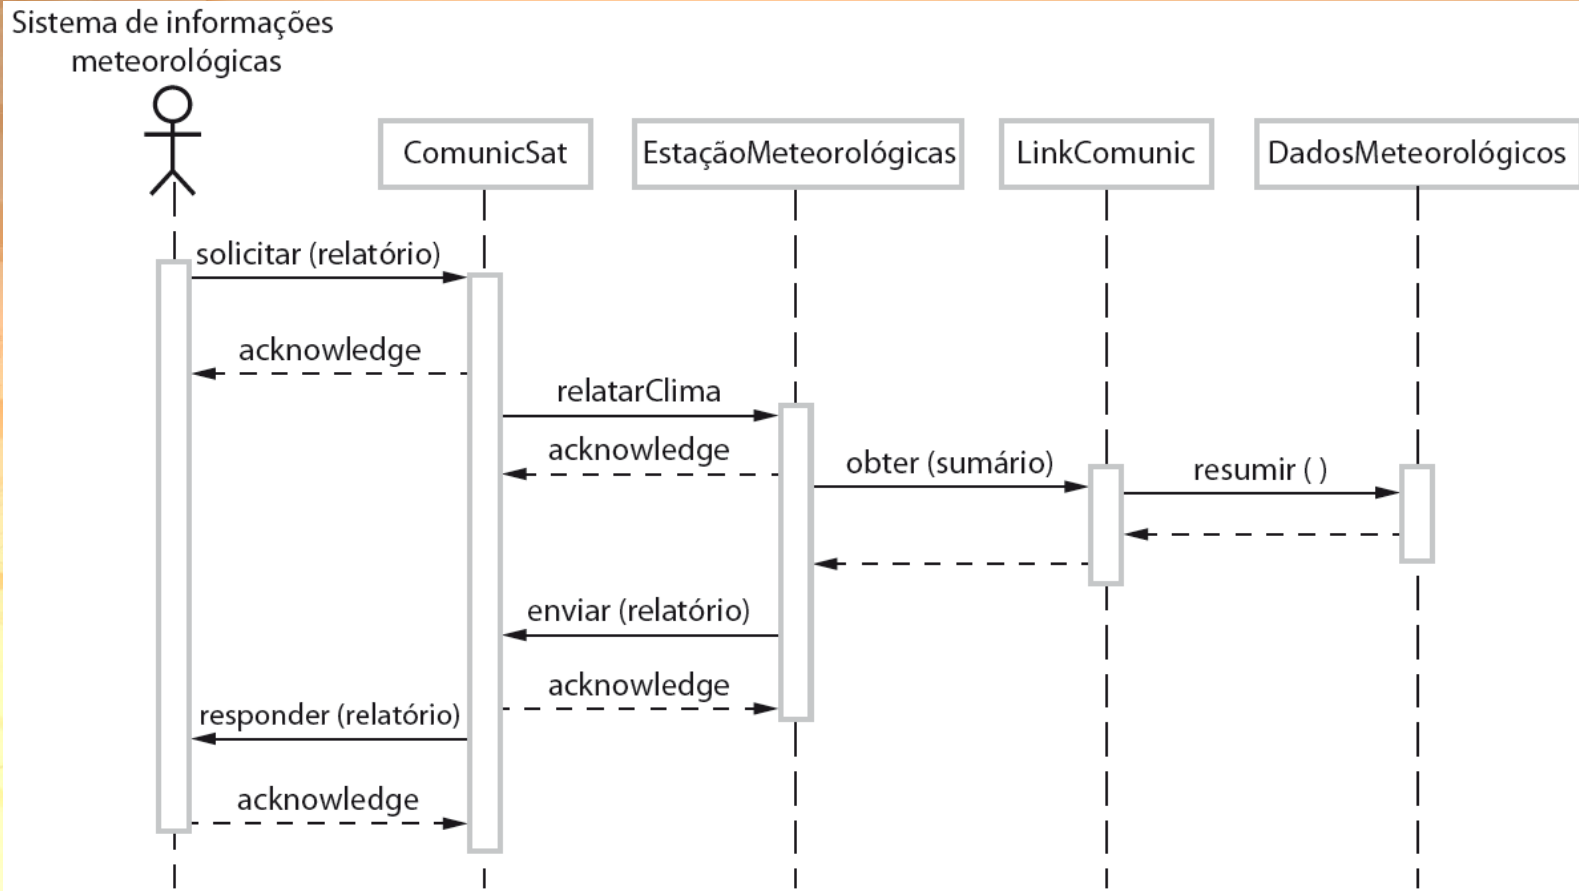 Sistema de informações
meteorológicas
ComunicSat
EstaçãoMeteorológicas
LinkComunic
DadosMeteorológicos
solicitar (relatório)
acknowledge
relatarClima
acknowledge
obter (sumário)
resumir ( )
enviar (relatório)
acknowledge
responder (relatório)
acknowledge